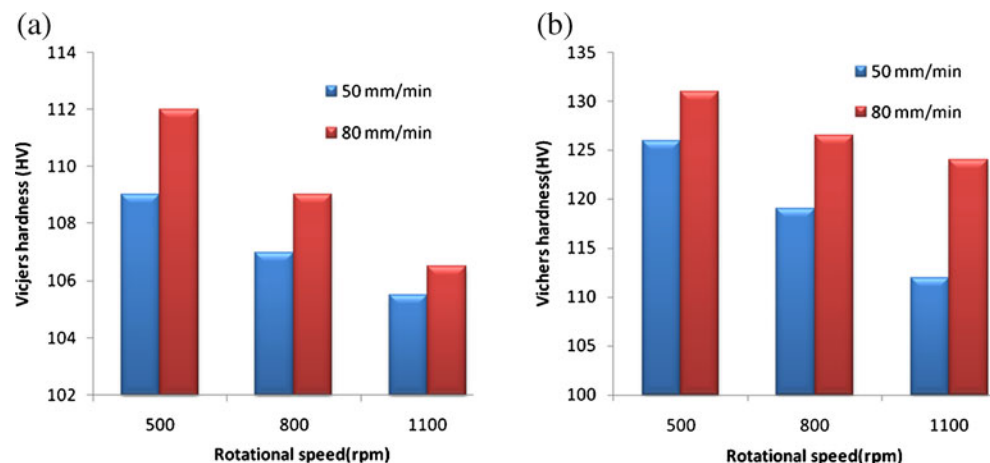 (a)
114
112
110
108
106
104
102
Vicjers hardness (HV)
50 mm/min
80 mm/min
500 800 1100
Rotational speed(rpm)
(b)
135
130
125
120
115
110
105
100
Vichers hardness(HV)
50 mm/min
80 mm/min
500 800 1100
Rotational speed(rpm)